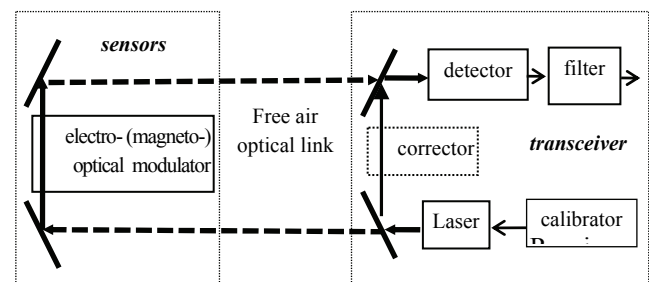 sensors
detector
filter
Free air
optical link
electro- (magneto-)
optical modulator
corrector
transceiver
Laser
calibrator